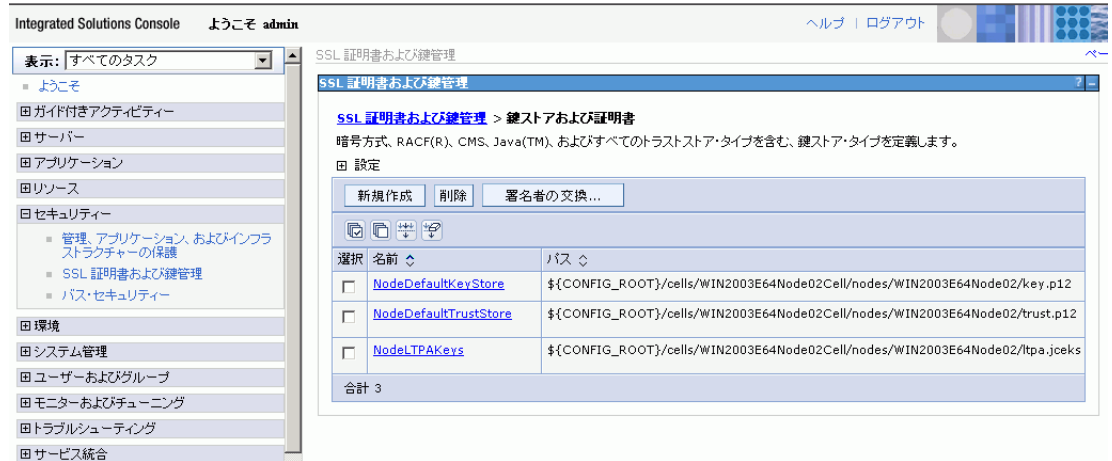 Integrated Solutions Console ようこそ admin
ヘルプ | ログアウト
表示: すべてのタスク
ようこそ
ガイド付きアクティビティー
サーバー
アプリケーション
リソース
セキュリティー
管理、アプリケーション、およびインフラ
ストラクチャーの保護
SSL 証明書および鍵管理
バス・セキュリティー
環境
システム管理
ユーザーおよびグループ
モニターおよびチューニング
トラブルシューティング
サービス統合
SSL 証明書および鍵管理
ペー
SSL 証明書および鍵管理
? -
SSL 証明書および鍵管理 > 鍵ストアおよび証明書
暗号方式、RACF(R)、CMS、Java(TM)、およびすべてのトラストストア・タイプを含む、鍵ストア・タイプを定義します。
設定
新規作成 削除 署名者の交換...
選択 名前 パス
NodeDefaultKeyStore ${CONFIG_ROOT}/cells/WIN2003E64Node02Cell/nodes/WIN2003E64Node02/key.p12
NodeDefaultTrustStore ${CONFIG_ROOT}/cells/WIN2003E64Node02Cell/nodes/WIN2003E64Node02/trust.p12
NodeLTPAKeys ${CONFIG_ROOT}/cells/WIN2003E64Node02Cell/nodes/WIN2003E64Node02/ltpa.jceks
合計 3